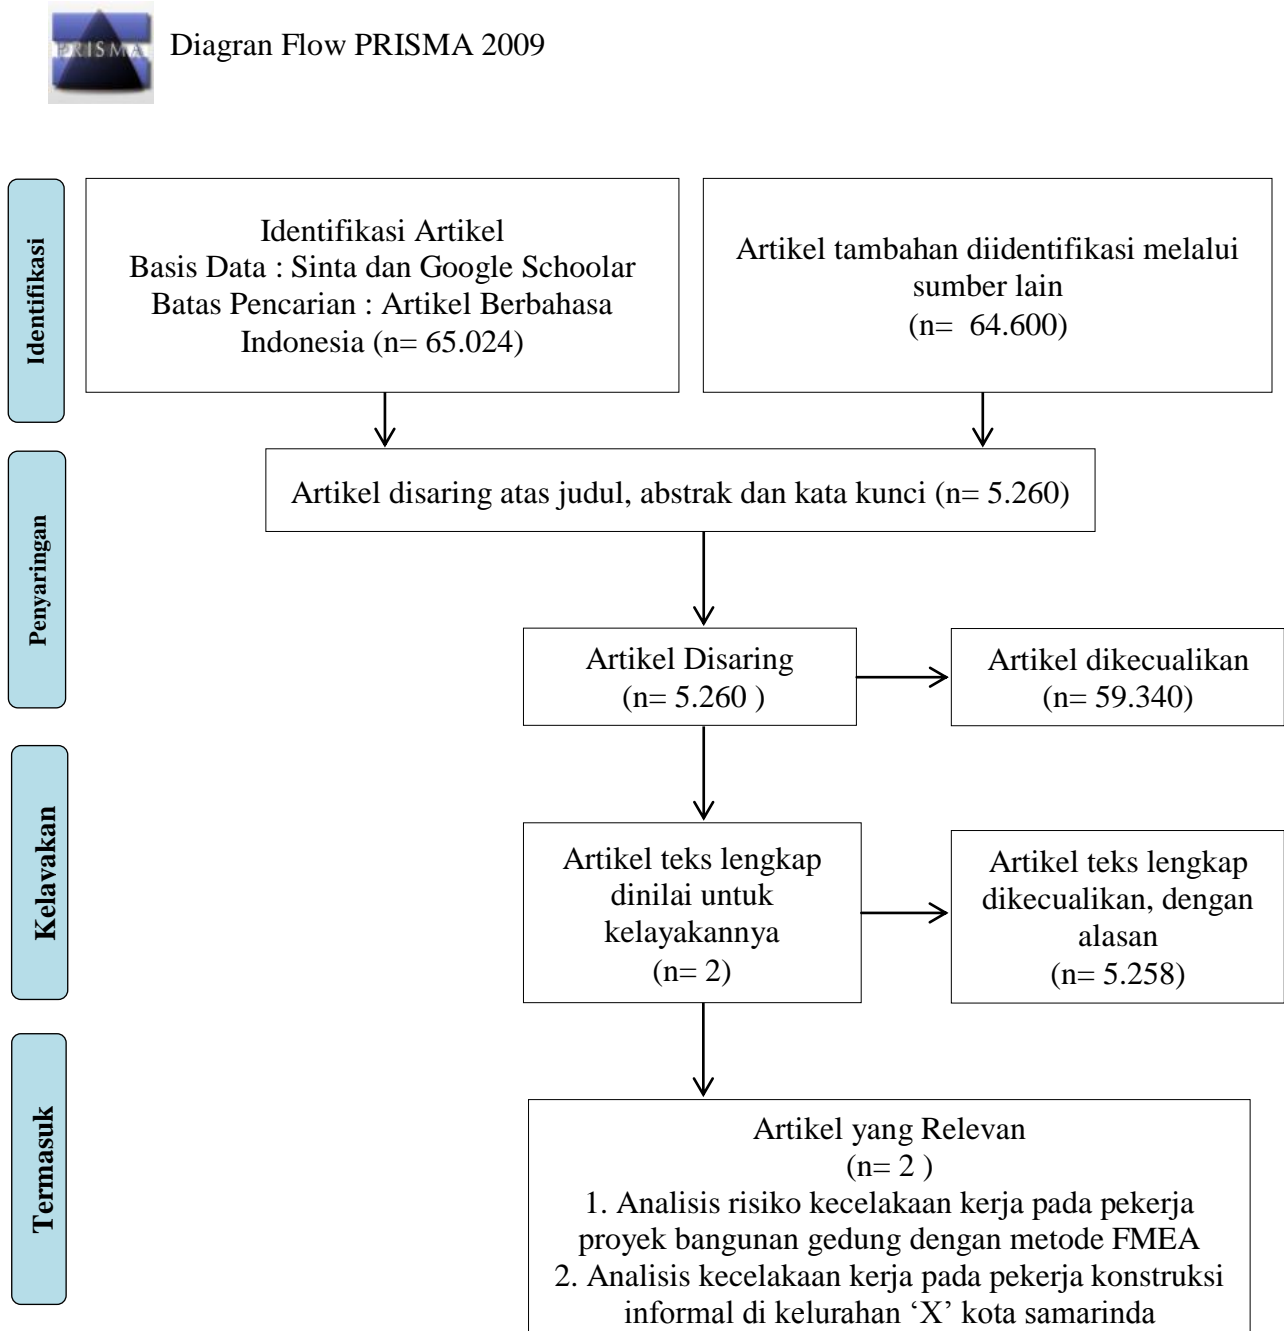 PRISMA
Diagran Flow PRISMA 2009
Identifikasi
Identifikasi Artikel
Basis Data : Sinta dan Google Schoolar
Batas Pencarian : Artikel Berbahasa
Indonesia (n= 65.024)
Artikel tambahan diidentifikasi melalui
sumber lain
(n= 64.600)
Penyaringan
Artikel disaring atas judul, abstrak dan kata kunci (n= 5.260)
Artikel Disaring
(n= 5.260 )
Artikel dikecualikan
(n= 59.340)
Kelavakan
Artikel teks lengkap
dinilai untuk
kelayakannya
(n= 2)
Artikel teks lengkap
dikecualikan, dengan
alasan
(n= 5.258)
Termasuk
Artikel yang Relevan
(n= 2 )
1. Analisis risiko kecelakaan kerja pada pekerja
proyek bangunan gedung dengan metode FMEA
2. Analisis kecelakaan kerja pada pekerja konstruksi
informal di kelurahan ‘X’ kota samarinda